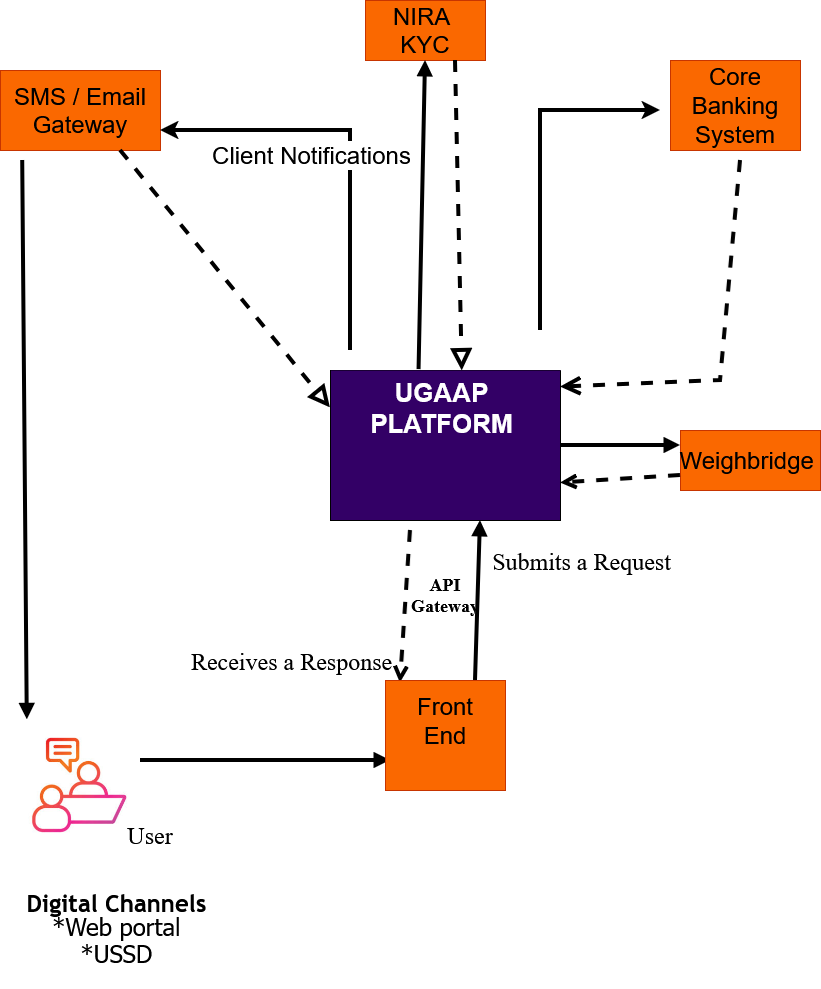 NIRA
KYC
SMS / Email
Gateway
Core
Banking
System
Client Notifications
UGAAP
PLATFORM
Weighbridge
Submits a Request
API
Gateway
Receives a Response
Front
End
User
Digital Channels
*Web portal
*USSD